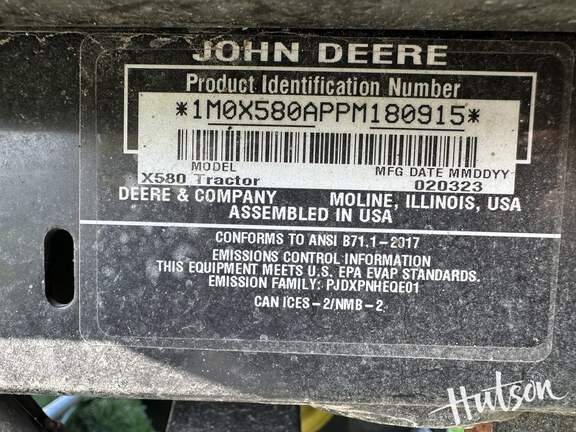 JOHN DEERE
Product Identification Number
*1M0X580APPM180915*
MODEL MFG DATE MMDDYY
X580 Tractor 020323
DEERE & COMPANY MOLINE, ILLINOIS, USA
ASSEMBLED IN USA
CONFORMS TO ANSI B71.1-2017
EMISSIONS CONTROL INFORMATION
THIS EQUIPMENT MEETS U.S. EPA EVAP STANDARDS.
EMISSION FAMILY: PJDXPNHEQE01
CAN ICES-2/NMB-2
Hutson